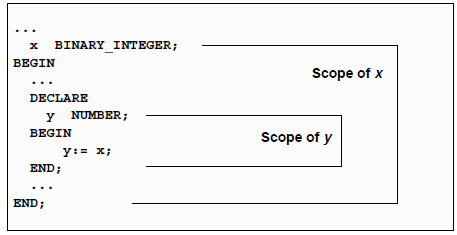 ...
x BINARY_INTEGER;
BEGIN
Scope of x
...
DECLARE
y NUMBER;
BEGIN
Scope of y
y:= x;
END;
...
END;